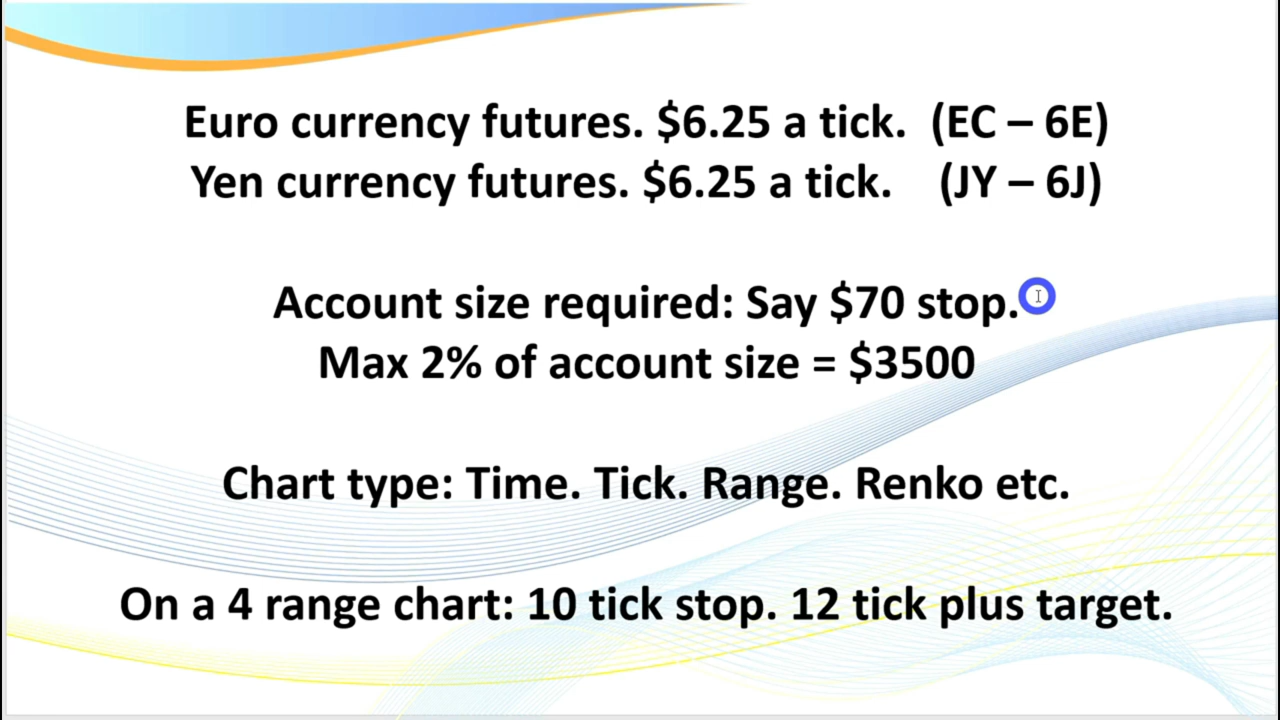 Euro currency futures. $6.25 a tick. (EC – 6E)
Yen currency futures. $6.25 a tick. (JY – 6J)
Account size required: Say $70 stop.
Max 2% of account size = $3500
Chart type: Time. Tick. Range. Renko etc.
On a 4 range chart: 10 tick stop. 12 tick plus target.